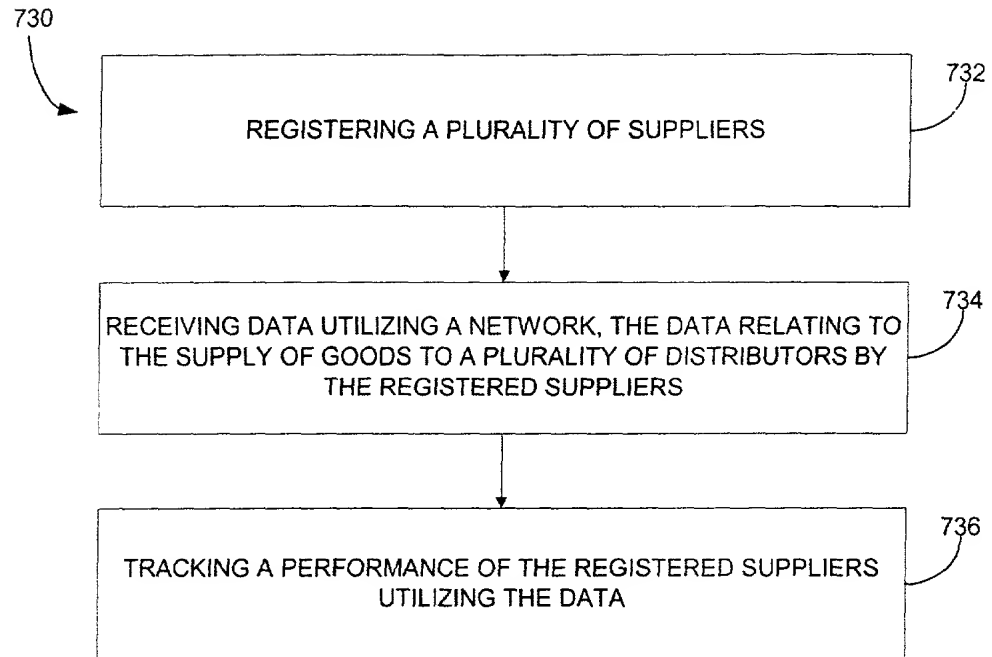 730
732
REGISTERING A PLURALITY OF SUPPLIERS
734
RECEIVING DATA UTILIZING A NETWORK, THE DATA RELATING TO
THE SUPPLY OF GOODS TO A PLURALITY OF DISTRIBUTORS BY
THE REGISTERED SUPPLIERS
736
TRACKING A PERFORMANCE OF THE REGISTERED SUPPLIERS
UTILIZING THE DATA